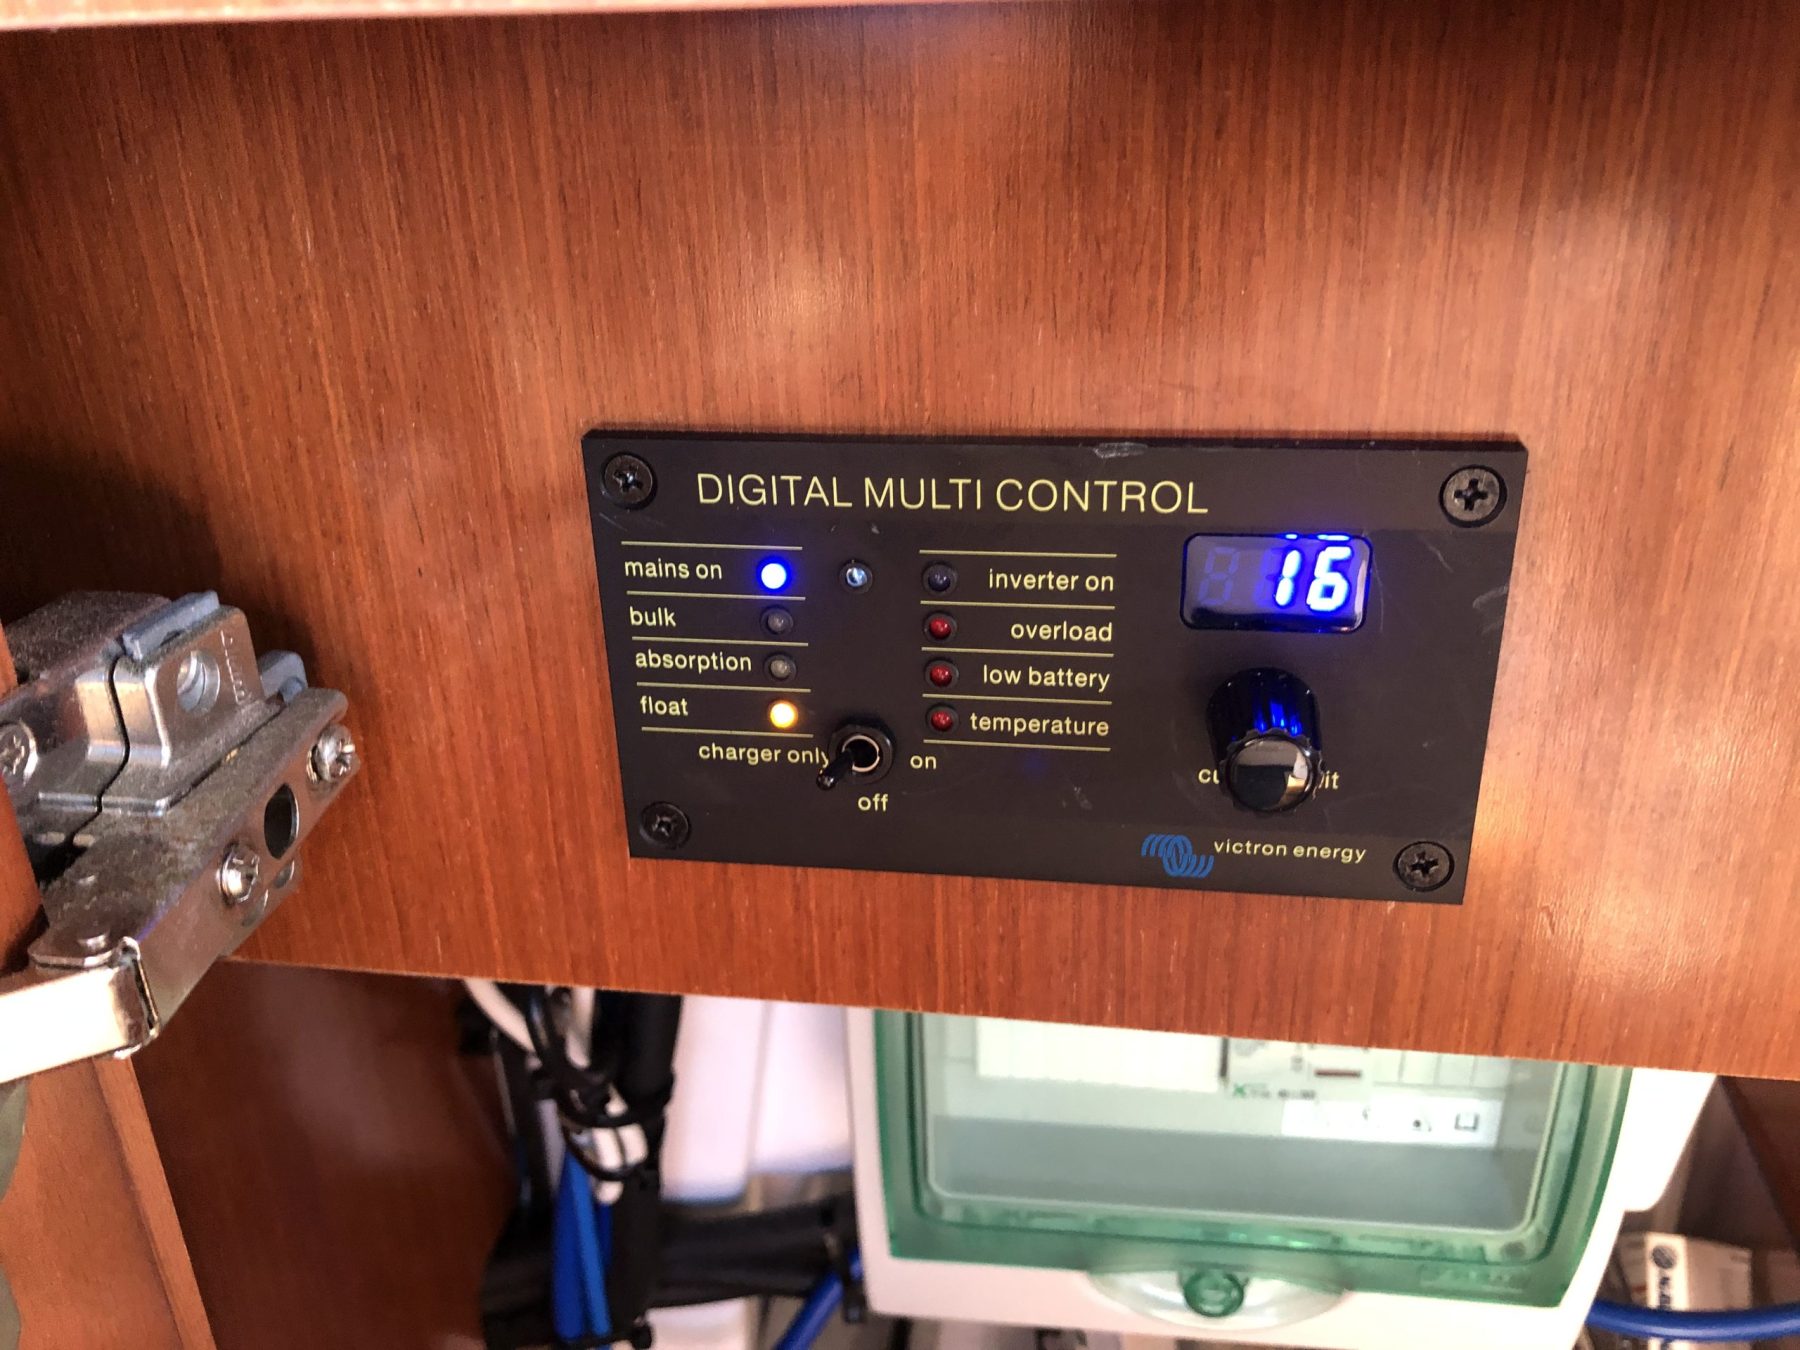 DIGITAL MULTI CONTROL
mains on
bulk
absorption
float
charger only
on
off
inverter on
overload
low battery
temperature
16
victron energy